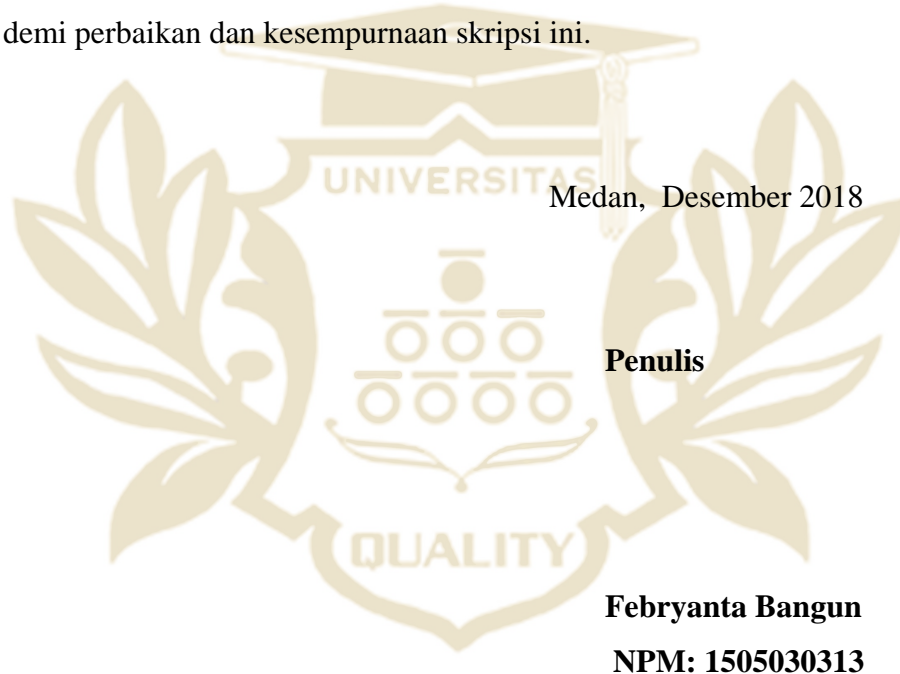 demi perbaikan dan kesempurnaan skripsi ini.
UNIVERSITAS
Medan, Desember 2018
Penulis
QUALITY
Febryanta Bangun
NPM: 1505030313